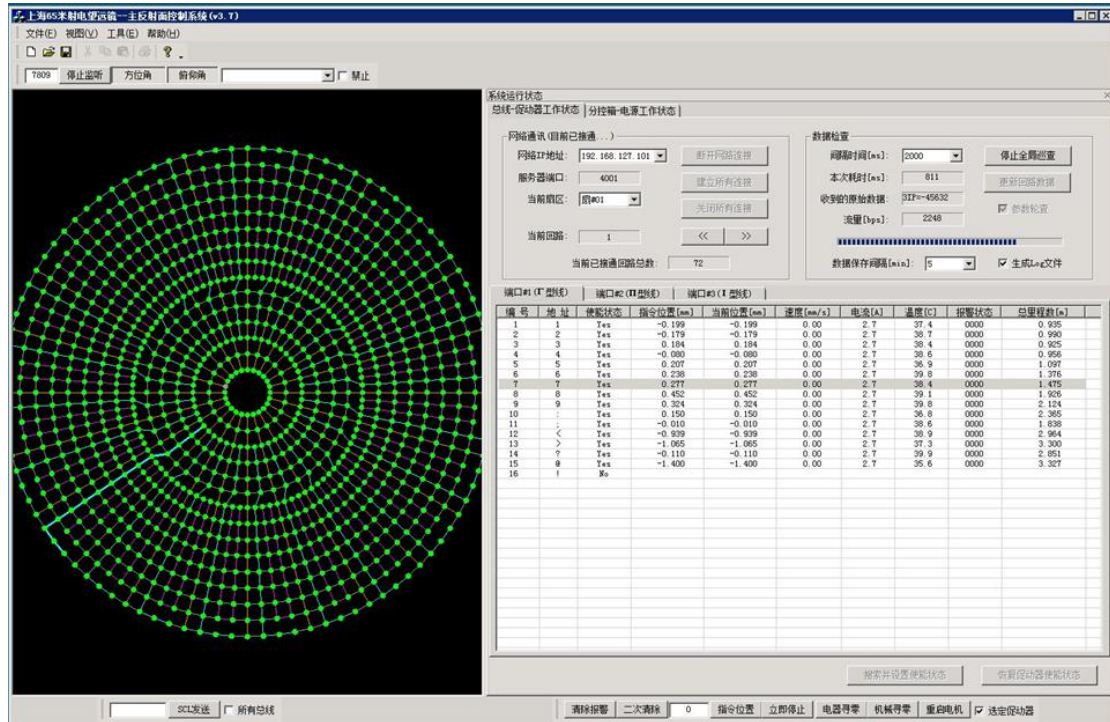 上海65米射电望远镜--主反射面控制系统(v3.7)
文件(F) 视图(V) 工具(E) 帮助(H)
7809 停止监听 方位角 俯仰角 禁止
系统运行状态
总线-促动器工作状态 分控箱-电源工作状态
网络通讯(目前已接通...)
网络IP地址: 192.168.127.101 断开网络连接
服务器端口: 4001 建立所有连接
当前扇区: 扇#01 关闭所有连接
当前回路: 1 << >>
当前已接通回路总数: 72
数据检查
间隔时间[ms]: 2000 停止全局巡查
本次耗时[ms]: 811 更新回路数据
收到的原始数据: 3IP=-45632 参数轮查
流量[bps]: 2248
数据保存间隔[min]: 5 生成Log文件
端口#1(Γ型线) 端口#2(Π型线) 端口#3(I 型线)
编 号 地 址 使能状态 指令位置[mm] 当前位置[mm] 速度[mm/s] 电流[A] 温度[C] 报警状态 总里程数[m]
1 1 Yes -0.199 -0.199 0.00 2.7 37.4 0000 0.935
2 2 Yes -0.179 -0.179 0.00 2.7 38.7 0000 0.990
3 3 Yes 0.184 0.184 0.00 2.7 38.4 0000 0.925
4 4 Yes -0.080 -0.080 0.00 2.7 38.6 0000 0.956
5 5 Yes 0.207 0.207 0.00 2.7 36.9 0000 1.097
6 6 Yes 0.238 0.238 0.00 2.7 39.8 0000 1.376
7 7 Yes 0.277 0.277 0.00 2.7 38.4 0000 1.475
8 8 Yes 0.452 0.452 0.00 2.7 39.1 0000 1.926
9 9 Yes 0.324 0.324 0.00 2.7 39.8 0000 2.124
10 : Yes 0.150 0.150 0.00 2.7 36.8 0000 2.365
11 ; Yes -0.010 -0.010 0.00 2.7 38.6 0000 1.838
12 < Yes -0.939 -0.939 0.00 2.7 38.9 0000 2.964
13 > Yes -1.065 -1.065 0.00 2.7 37.3 0000 3.300
14 ? Yes -0.110 -0.110 0.00 2.7 39.9 0000 2.851
15 @ Yes -1.400 -1.400 0.00 2.7 35.6 0000 3.327
16 ! No
搜索并设置使能状态 恢复促动器使能状态
SCL发送 所有总线 清除报警 二次清除 0 指令位置 立即停止 电器寻零 机械寻零 重启电机 选定促动器